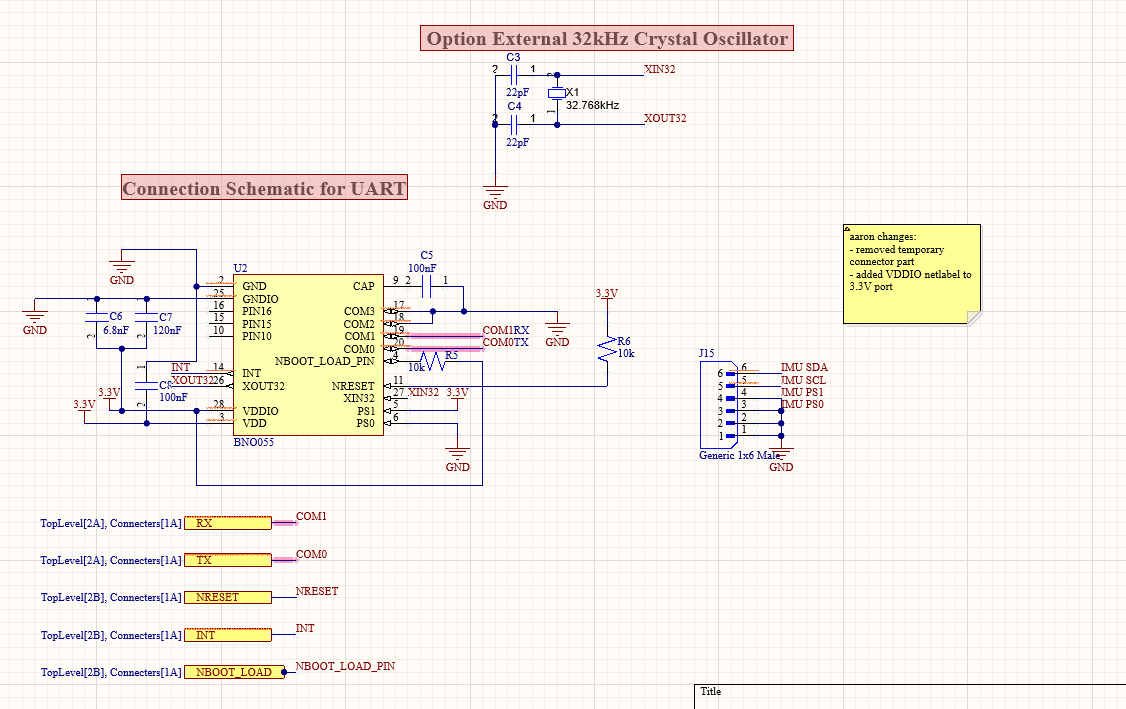 Option External 32kHz Crystal Oscillator
C3
2
1
XIN32
22pF
X1
2
32.768kHz
1
C4
2
1
XOUT32
22pF
GND
Connection Schematic for UART
aaron changes:
- removed temporary
connector part
- added VDDIO netlabel to
3.3V port
GND
U2
C5
100nF
2
GND
CAP
9
2
1
25
GNDIO
16
PIN16
COM3
17
15
PIN15
COM2
18
10
PIN10
COM1
19
COM1RX
COM0
20
COM0TX
NBOOT_LOAD_PIN
4
10k
R5
GND
GND
C6
6.8nF
2
C7
120nF
2
3.3V
R6
10k
INT
14
INT
XOUT32
26
XOUT32
NRESET
11
XIN32
27
XIN32
3.3V
1
C8
100nF
2
3.3V
3.3V
28
VDDIO
PS1
5
3
VDD
PS0
6
BNO055
GND
J15
6
6
IMU SDA
5
5
IMU SCL
4
4
IMU PS1
3
3
IMU PS0
2
2
1
1
Generic 1x6 Male
GND
TopLevel[2A], Connecters[1A]
RX
COM1
TopLevel[2A], Connecters[1A]
TX
COM0
TopLevel[2B], Connecters[1A]
NRESET
NRESET
TopLevel[2B], Connecters[1A]
INT
INT
TopLevel[2B], Connecters[1A]
NBOOT_LOAD
NBOOT_LOAD_PIN
Title